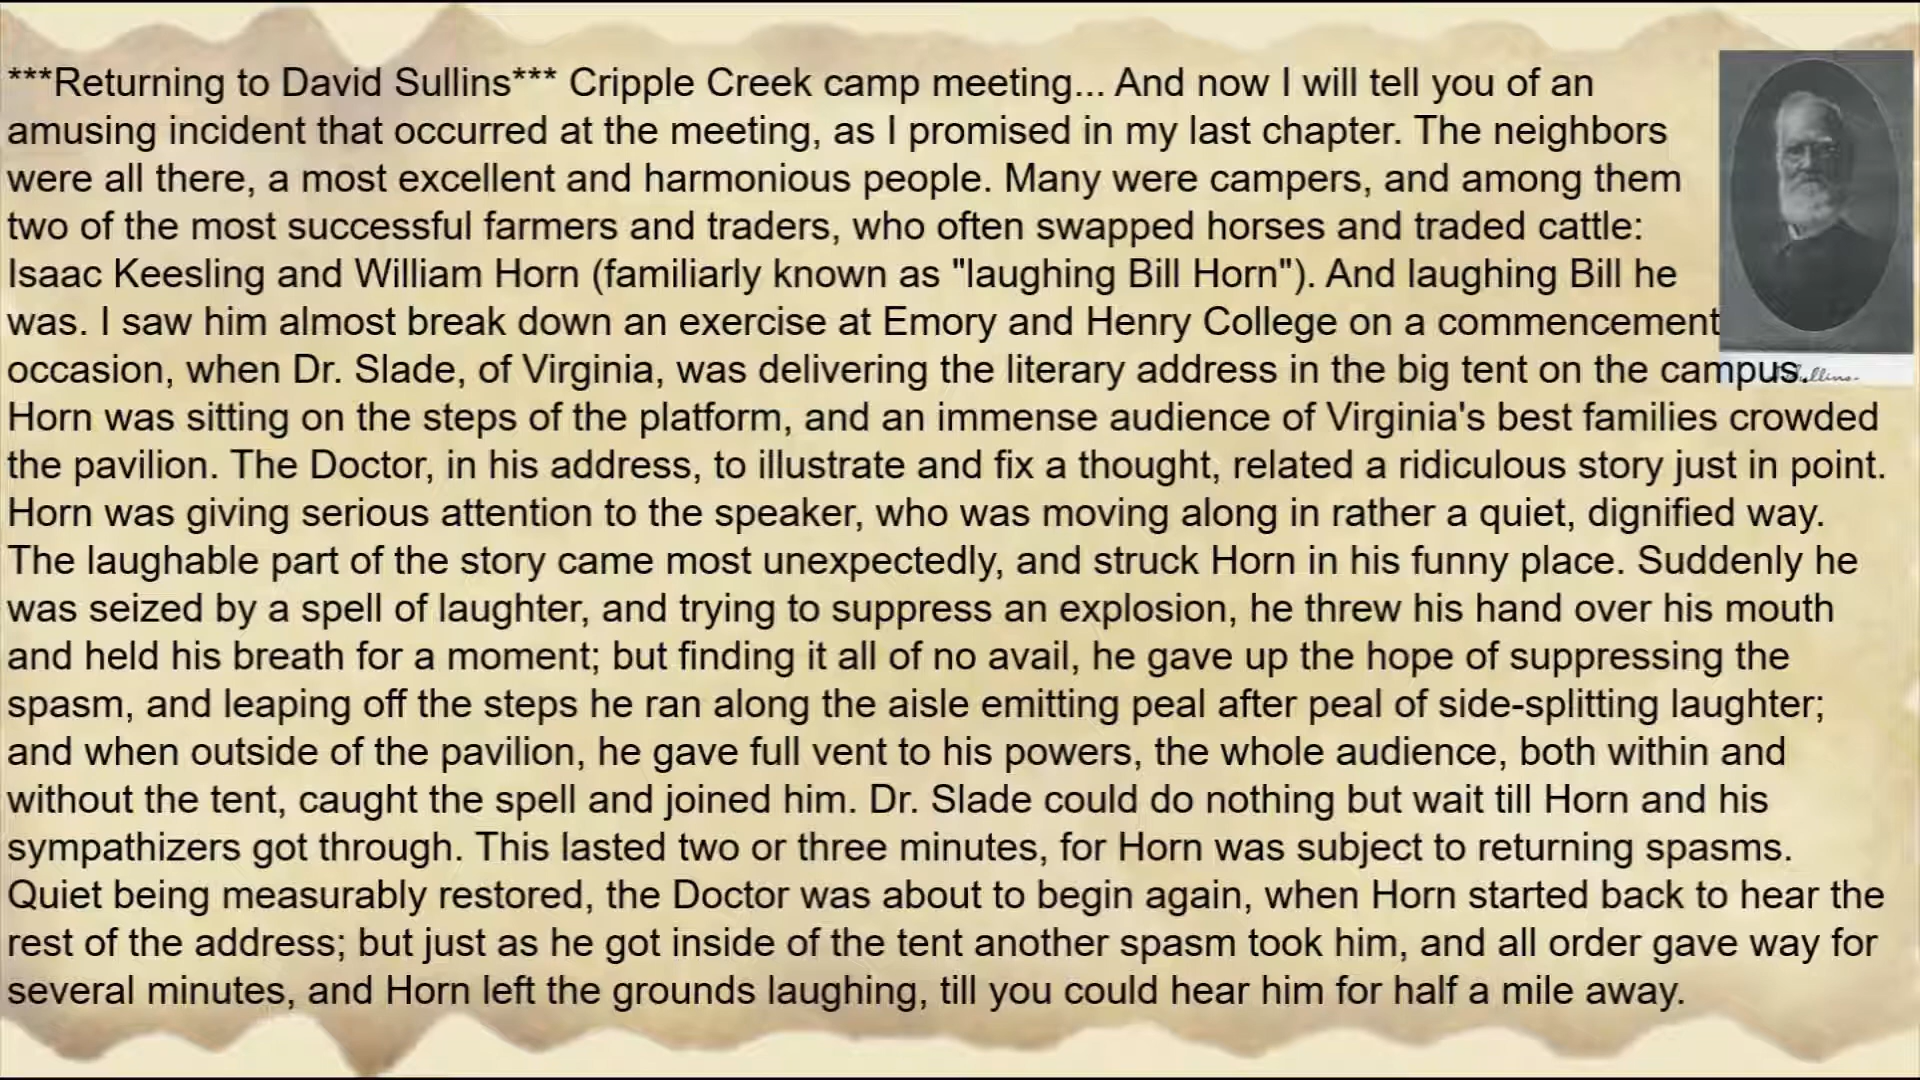 ***Returning to David Sullins*** Cripple Creek camp meeting... And now I will tell you of an
amusing incident that occurred at the meeting, as I promised in my last chapter. The neighbors
were all there, a most excellent and harmonious people. Many were campers, and among them
two of the most successful farmers and traders, who often swapped horses and traded cattle:
Isaac Keesling and William Horn (familiarly known as "laughing Bill Horn"). And laughing Bill he
was. I saw him almost break down an exercise at Emory and Henry College on a commencement
occasion, when Dr. Slade, of Virginia, was delivering the literary address in the big tent on the campus.
Horn was sitting on the steps of the platform, and an immense audience of Virginia's best families crowded
the pavilion. The Doctor, in his address, to illustrate and fix a thought, related a ridiculous story just in point.
Horn was giving serious attention to the speaker, who was moving along in rather a quiet, dignified way.
The laughable part of the story came most unexpectedly, and struck Horn in his funny place. Suddenly he
was seized by a spell of laughter, and trying to suppress an explosion, he threw his hand over his mouth
and held his breath for a moment; but finding it all of no avail, he gave up the hope of suppressing the
spasm, and leaping off the steps he ran along the aisle emitting peal after peal of side-splitting laughter;
and when outside of the pavilion, he gave full vent to his powers, the whole audience, both within and
without the tent, caught the spell and joined him. Dr. Slade could do nothing but wait till Horn and his
sympathizers got through. This lasted two or three minutes, for Horn was subject to returning spasms.
Quiet being measurably restored, the Doctor was about to begin again, when Horn started back to hear the
rest of the address; but just as he got inside of the tent another spasm took him, and all order gave way for
several minutes, and Horn left the grounds laughing, till you could hear him for half a mile away.